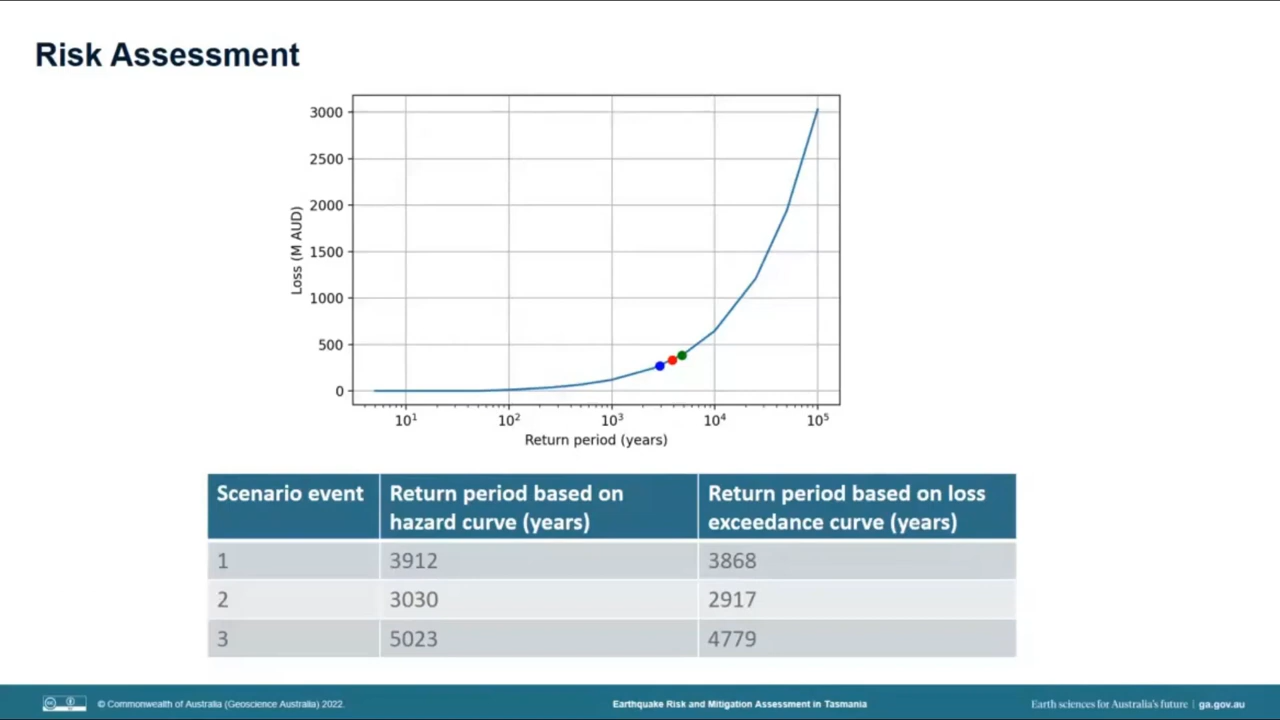 Risk Assessment
3000
2500
2000
1500
1000
500
0
Loss (M AUD)
10¹ 10² 10³ 10⁴ 10⁵
Return period (years)
Scenario event Return period based on hazard curve (years) Return period based on loss exceedance curve (years)
1 3912 3868
2 3030 2917
3 5023 4779
© Commonwealth of Australia (Geoscience Australia) 2022. Earthquake Risk and Mitigation Assessment in Tasmania Earth sciences for Australia's future | ga.gov.au